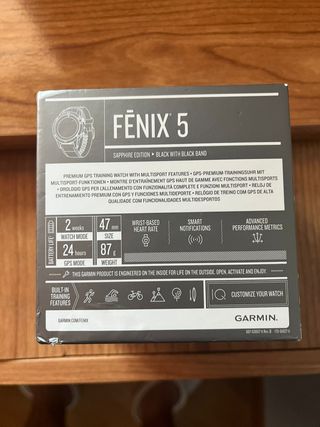 FĒNIX® 5
SAPPHIRE EDITION • BLACK WITH BLACK BAND
PREMIUM GPS TRAINING WATCH WITH MULTISPORT FEATURES • GPS-PREMIUM-TRAININGSUHR MIT
MULTISPORT-FUNKTIONEN • MONTRE D'ENTRAÎNEMENT GPS HAUT DE GAMME AVEC FONCTIONS MULTISPORTS
• OROLOGIO GPS PER L'ALLENAMENTO CON FUNZIONALITÀ COMPLETE E FUNZIONI MULTISPORT • RELOJ DE
ENTRENAMIENTO PREMIUM CON GPS Y FUNCIONES MULTIDEPORTE • RELÓGIO DE TREINO COM GPS DE ALTA
QUALIDADE COM FUNCIONALIDADES MULTIDESPORTOS
BATTERY LIFE
2 weeks
WATCH MODE
24 hours
GPS MODE
47 mm
SIZE
87 g
WEIGHT
WRIST-BASED
HEART RATE
SMART
NOTIFICATIONS
ADVANCED
PERFORMANCE METRICS
THIS GARMIN PRODUCT IS ENGINEERED ON THE INSIDE FOR LIFE ON THE OUTSIDE. OPEN, ACTIVATE AND ENJOY!
BUILT-IN
TRAINING
FEATURES
IQ
CUSTOMIZE YOUR WATCH
GARMIN.COM/FENIX
GARMIN.